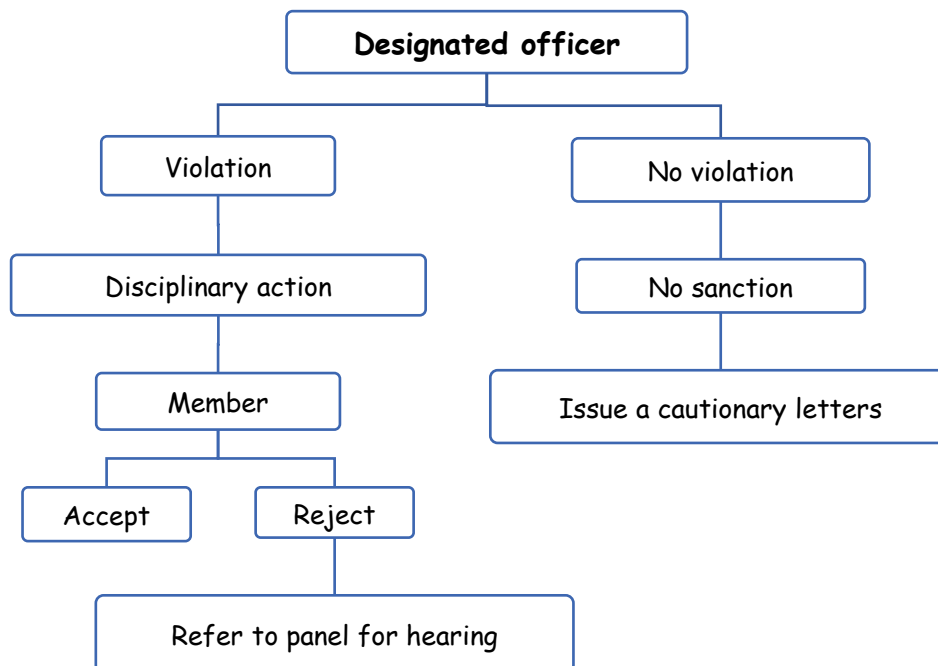 Designated officer
Violation
No violation
Disciplinary action
No sanction
Member
Issue a cautionary letters
Accept
Reject
Refer to panel for hearing